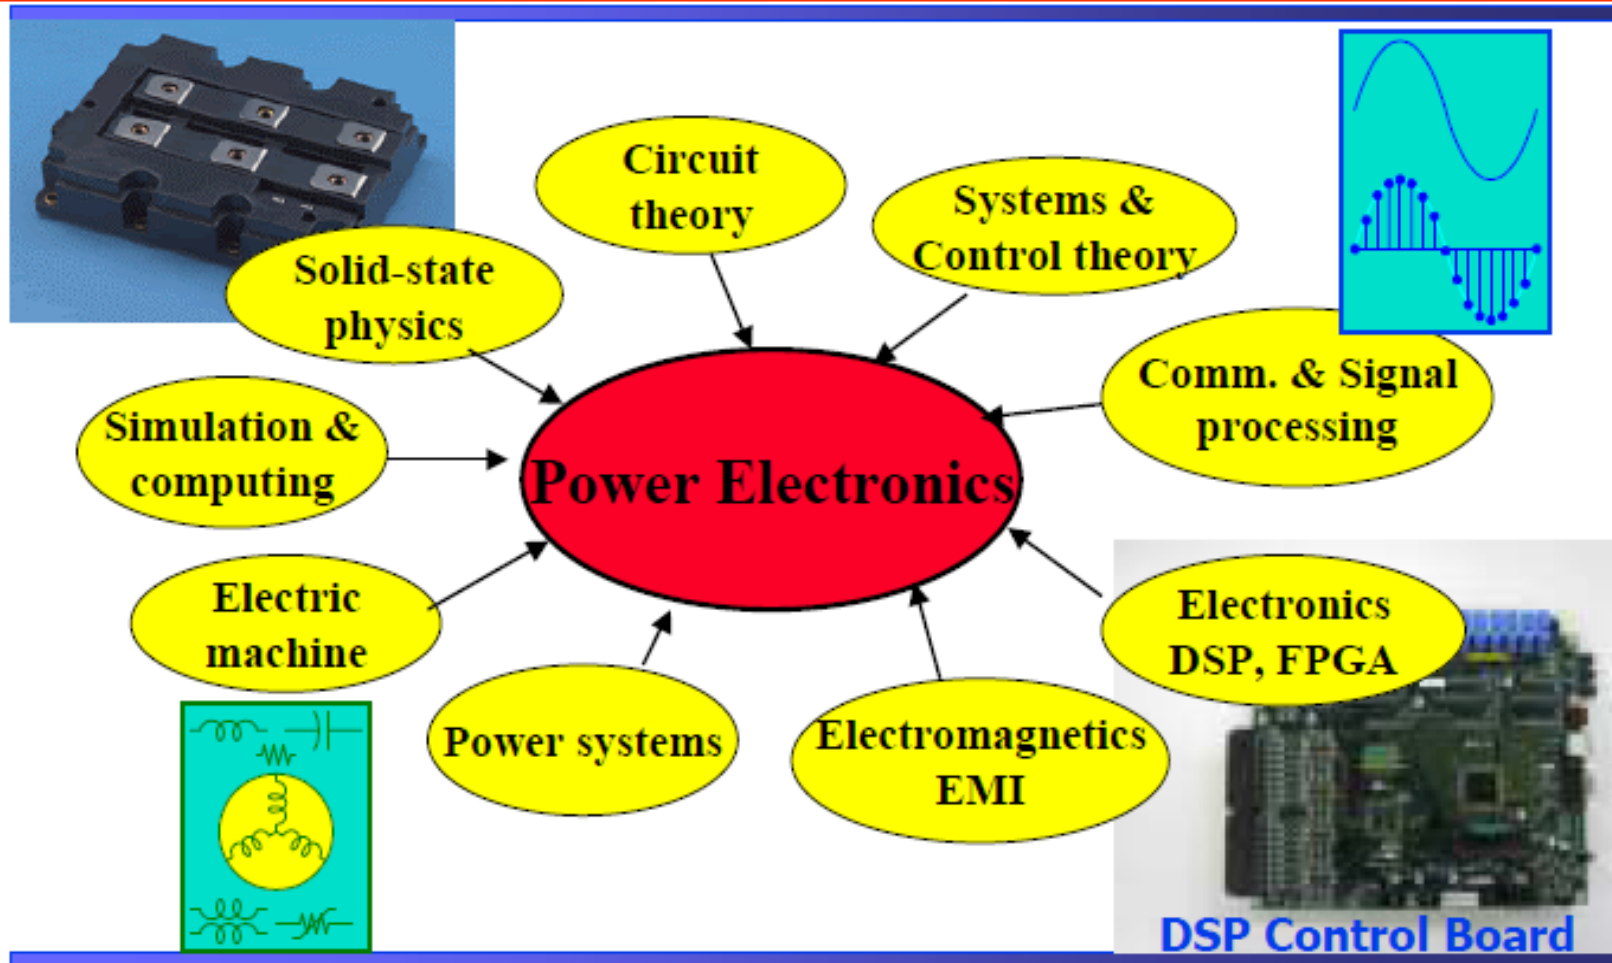 Circuit
theory
Systems &
Control theory
Solid-state
physics
Comm. & Signal
processing
Simulation &
computing
Power Electronics
Electric
machine
Electronics
DSP, FPGA
Power systems
Electromagnetics
EMI
DSP Control Board